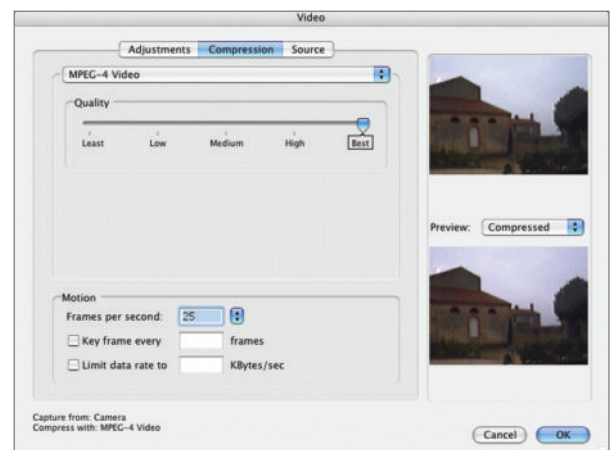 Video
Adjustments Compression Source
MPEG-4 Video
Quality
Least Low Medium High Best
Preview: Compressed
Motion
Frames per second: 25
Key frame every frames
Limit data rate to KBytes/sec
Capture from: Camera
Compress with: MPEG-4 Video
Cancel OK